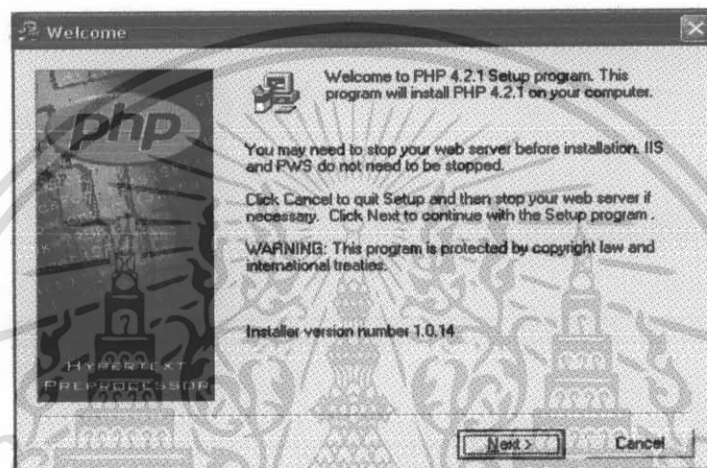 Welcome
php
HYPERTEXT
PREPROCESSOR
Welcome to PHP 4.2.1 Setup program. This
program will install PHP 4.2.1 on your computer.
You may need to stop your web server before installation. IIS
and PWS do not need to be stopped.
Click Cancel to quit Setup and then stop your web server if
necessary. Click Next to continue with the Setup program .
WARNING: This program is protected by copyright law and
international treaties.
Installer version number 1.0.14
Next >
Cancel